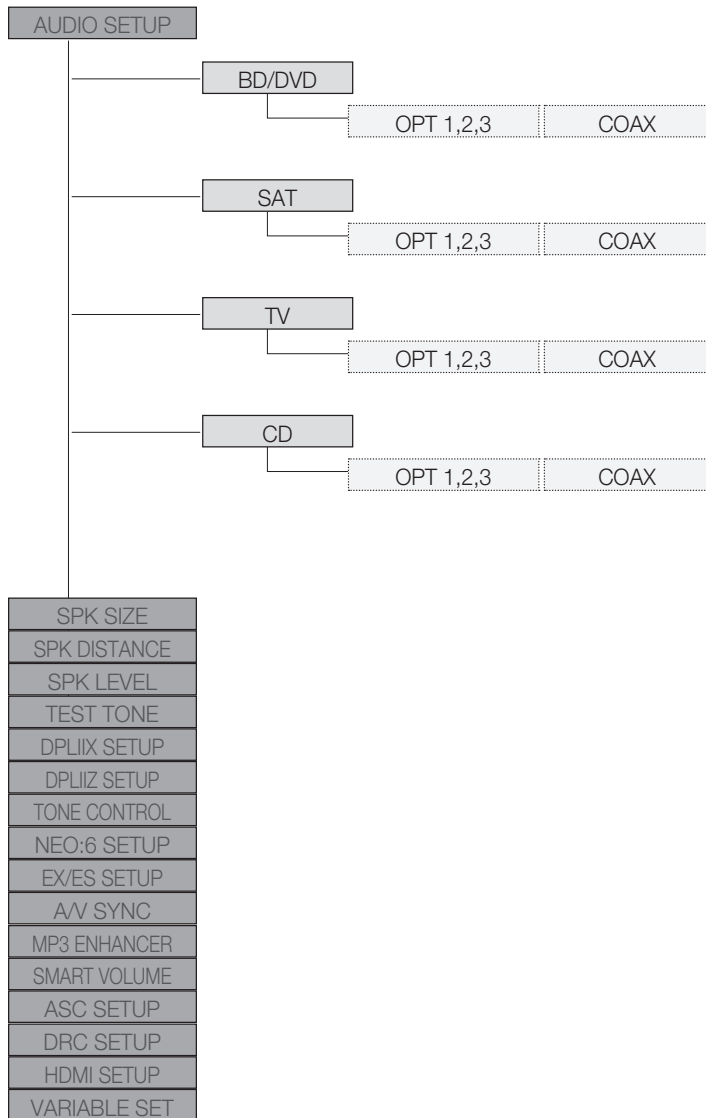 AUDIO SETUP
BD/DVD
OPT 1,2,3 COAX
SAT
OPT 1,2,3 COAX
TV
OPT 1,2,3 COAX
CD
OPT 1,2,3 COAX
SPK SIZE
SPK DISTANCE
SPK LEVEL
TEST TONE
DPLIIX SETUP
DPLIIZ SETUP
TONE CONTROL
NEO:6 SETUP
EX/ES SETUP
A/V SYNC
MP3 ENHANCER
SMART VOLUME
ASC SETUP
DRC SETUP
HDMI SETUP
VARIABLE SET